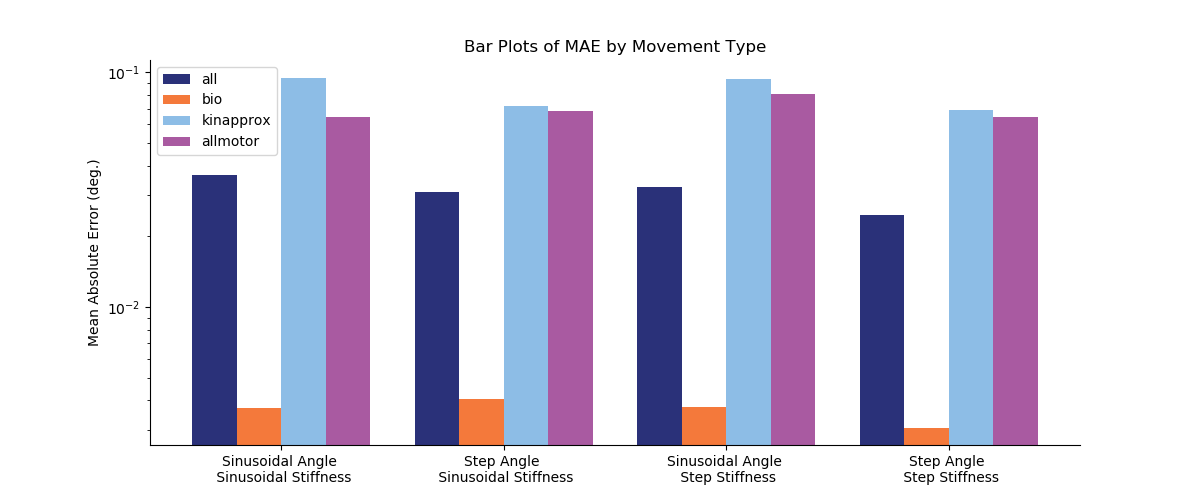 Bar Plots of MAE by Movement Type
10⁻¹
10⁻²
Mean Absolute Error (deg.)
all
bio
kinapprox
allmotor
Sinusoidal Angle
Sinusoidal Stiffness
Step Angle
Sinusoidal Stiffness
Sinusoidal Angle
Step Stiffness
Step Angle
Step Stiffness